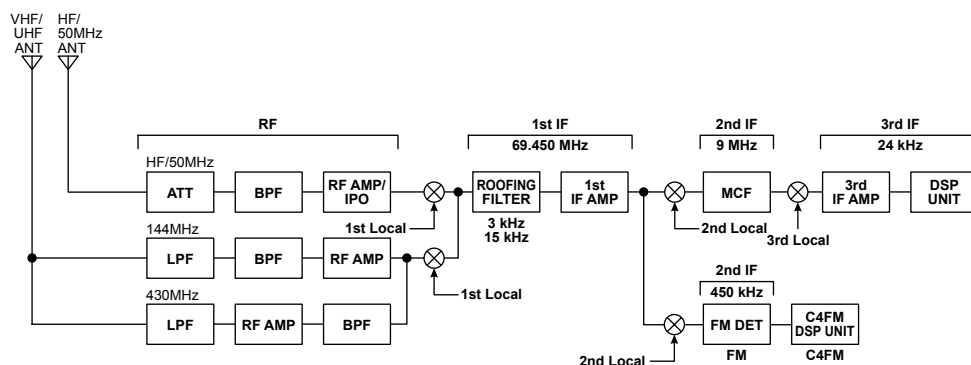 VHF/
UHF
ANT
HF/
50MHz
ANT
RF
1st IF
69.450 MHz
2nd IF
9 MHz
3rd IF
24 kHz
HF/50MHz
ATT
BPF
RF AMP/
IPO
1st Local
ROOFING
FILTER
3 kHz
15 kHz
1st
IF AMP
MCF
2nd Local
3rd Local
3rd
IF AMP
DSP
UNIT
144MHz
LPF
BPF
RF AMP
1st Local
430MHz
LPF
RF AMP
BPF
2nd IF
450 kHz
FM DET
FM
2nd Local
C4FM
DSP UNIT
C4FM